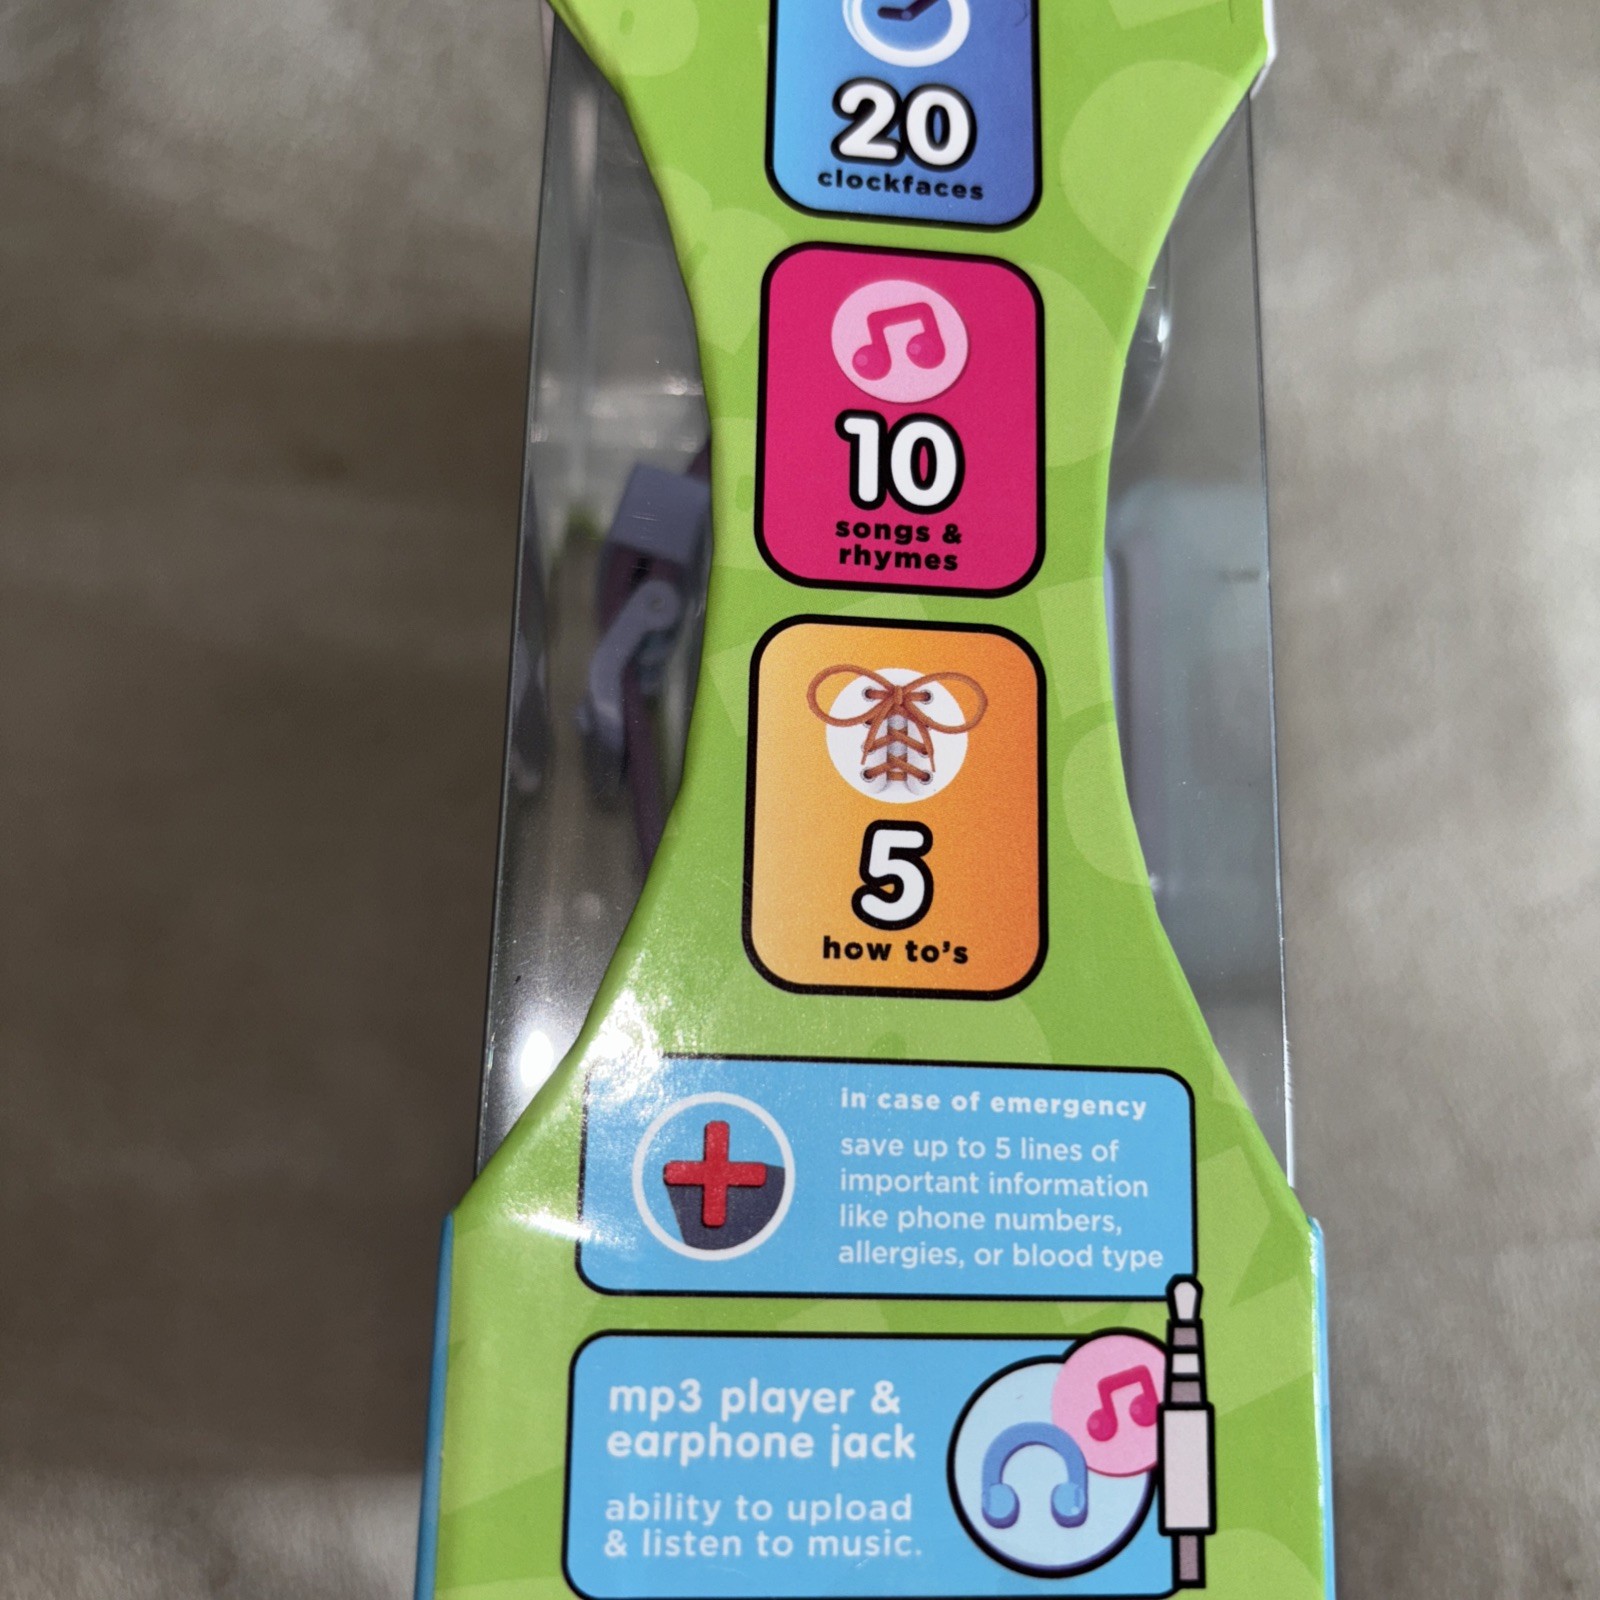 20
clockfaces
10
songs &
rhymes
5
how to's
in case of emergency
save up to 5 lines of
important information
like phone numbers,
allergies, or blood type
mp3 player &
earphone jack
ability to upload
& listen to music.